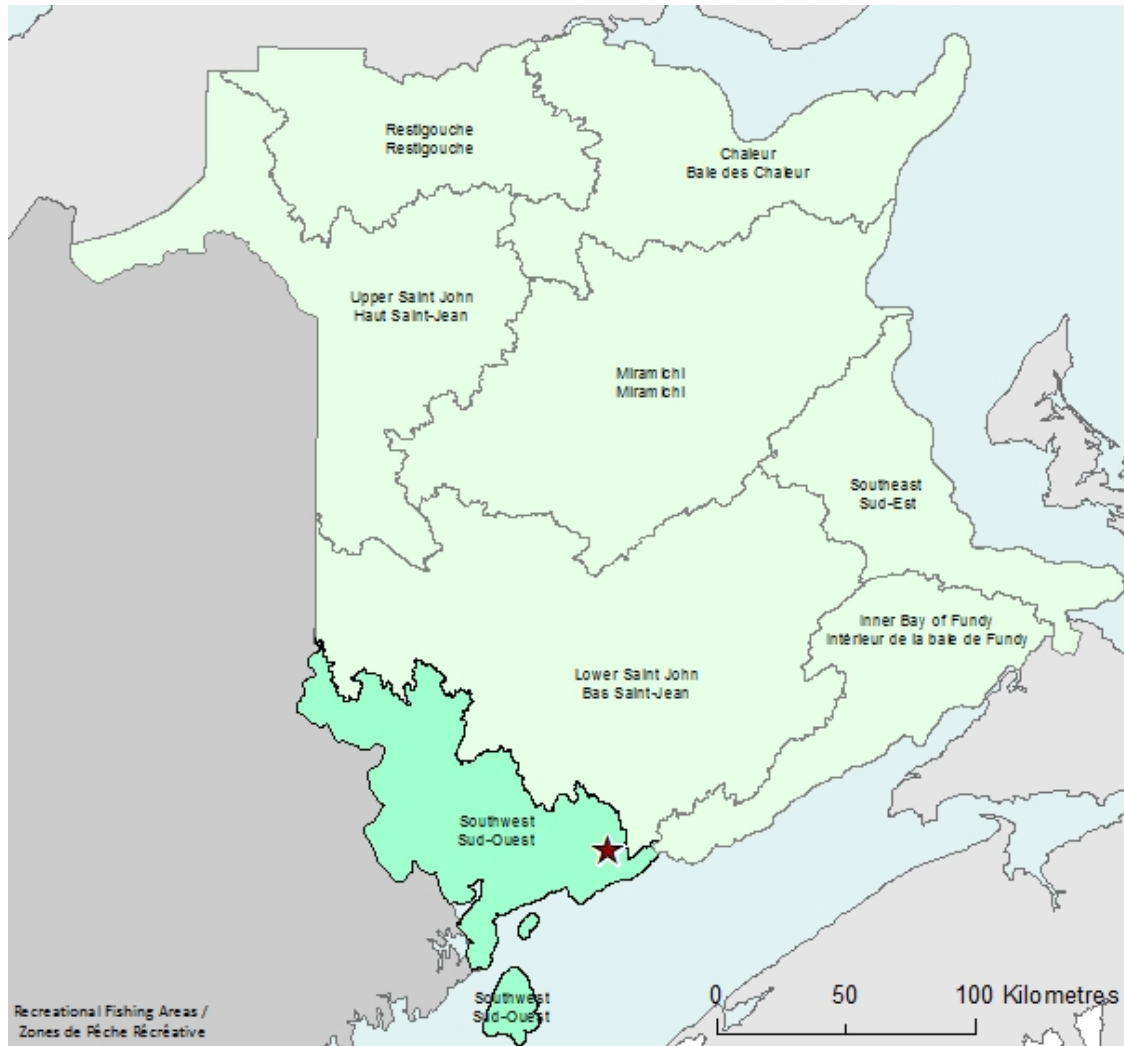 Restigouche
Restigouche
Chaleur
Baie des Chaleur
Upper Saint John
Haut Saint-Jean
Miramichi
Miramichi
Southeast
Sud-Est
Inner Bay of Fundy
Intérieur de la baie de Fundy
Lower Saint John
Bas Saint-Jean
Southwest
Sud-Ouest
Southwest
Sud-Ouest
0 50 100 Kilometres
Recreational Fishing Areas /
Zones de Pêche Récréative